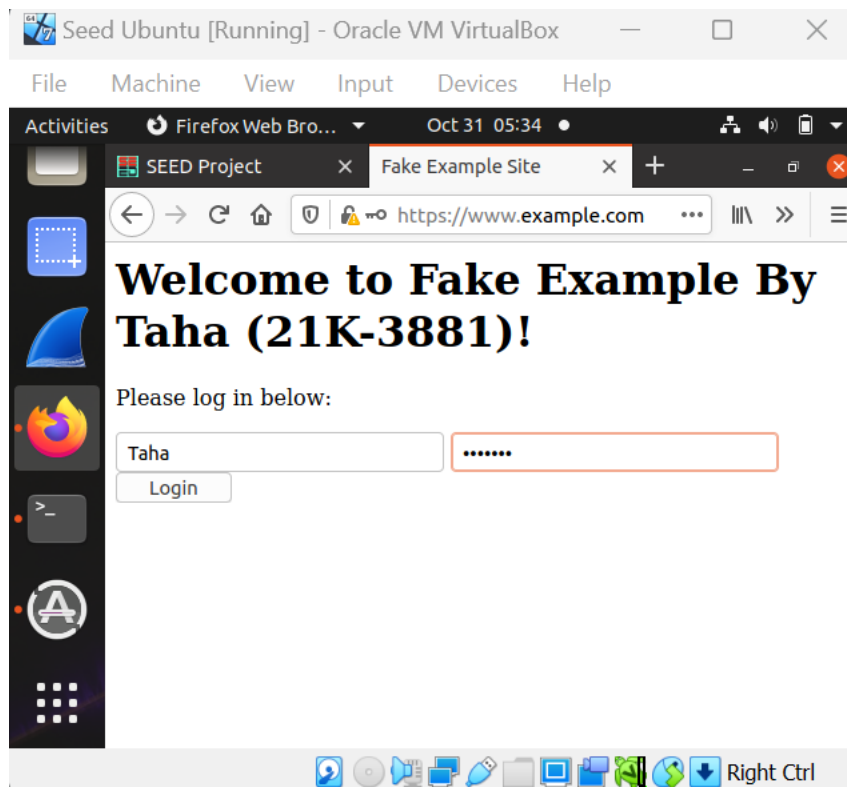 Seed Ubuntu [Running] - Oracle VM VirtualBox
File Machine View Input Devices Help
Activities Firefox Web Bro... Oct 31 05:34
SEED Project Fake Example Site
https://www.example.com
Welcome to Fake Example By
Taha (21K-3881)!
Please log in below:
Taha •••••••
Login
Right Ctrl